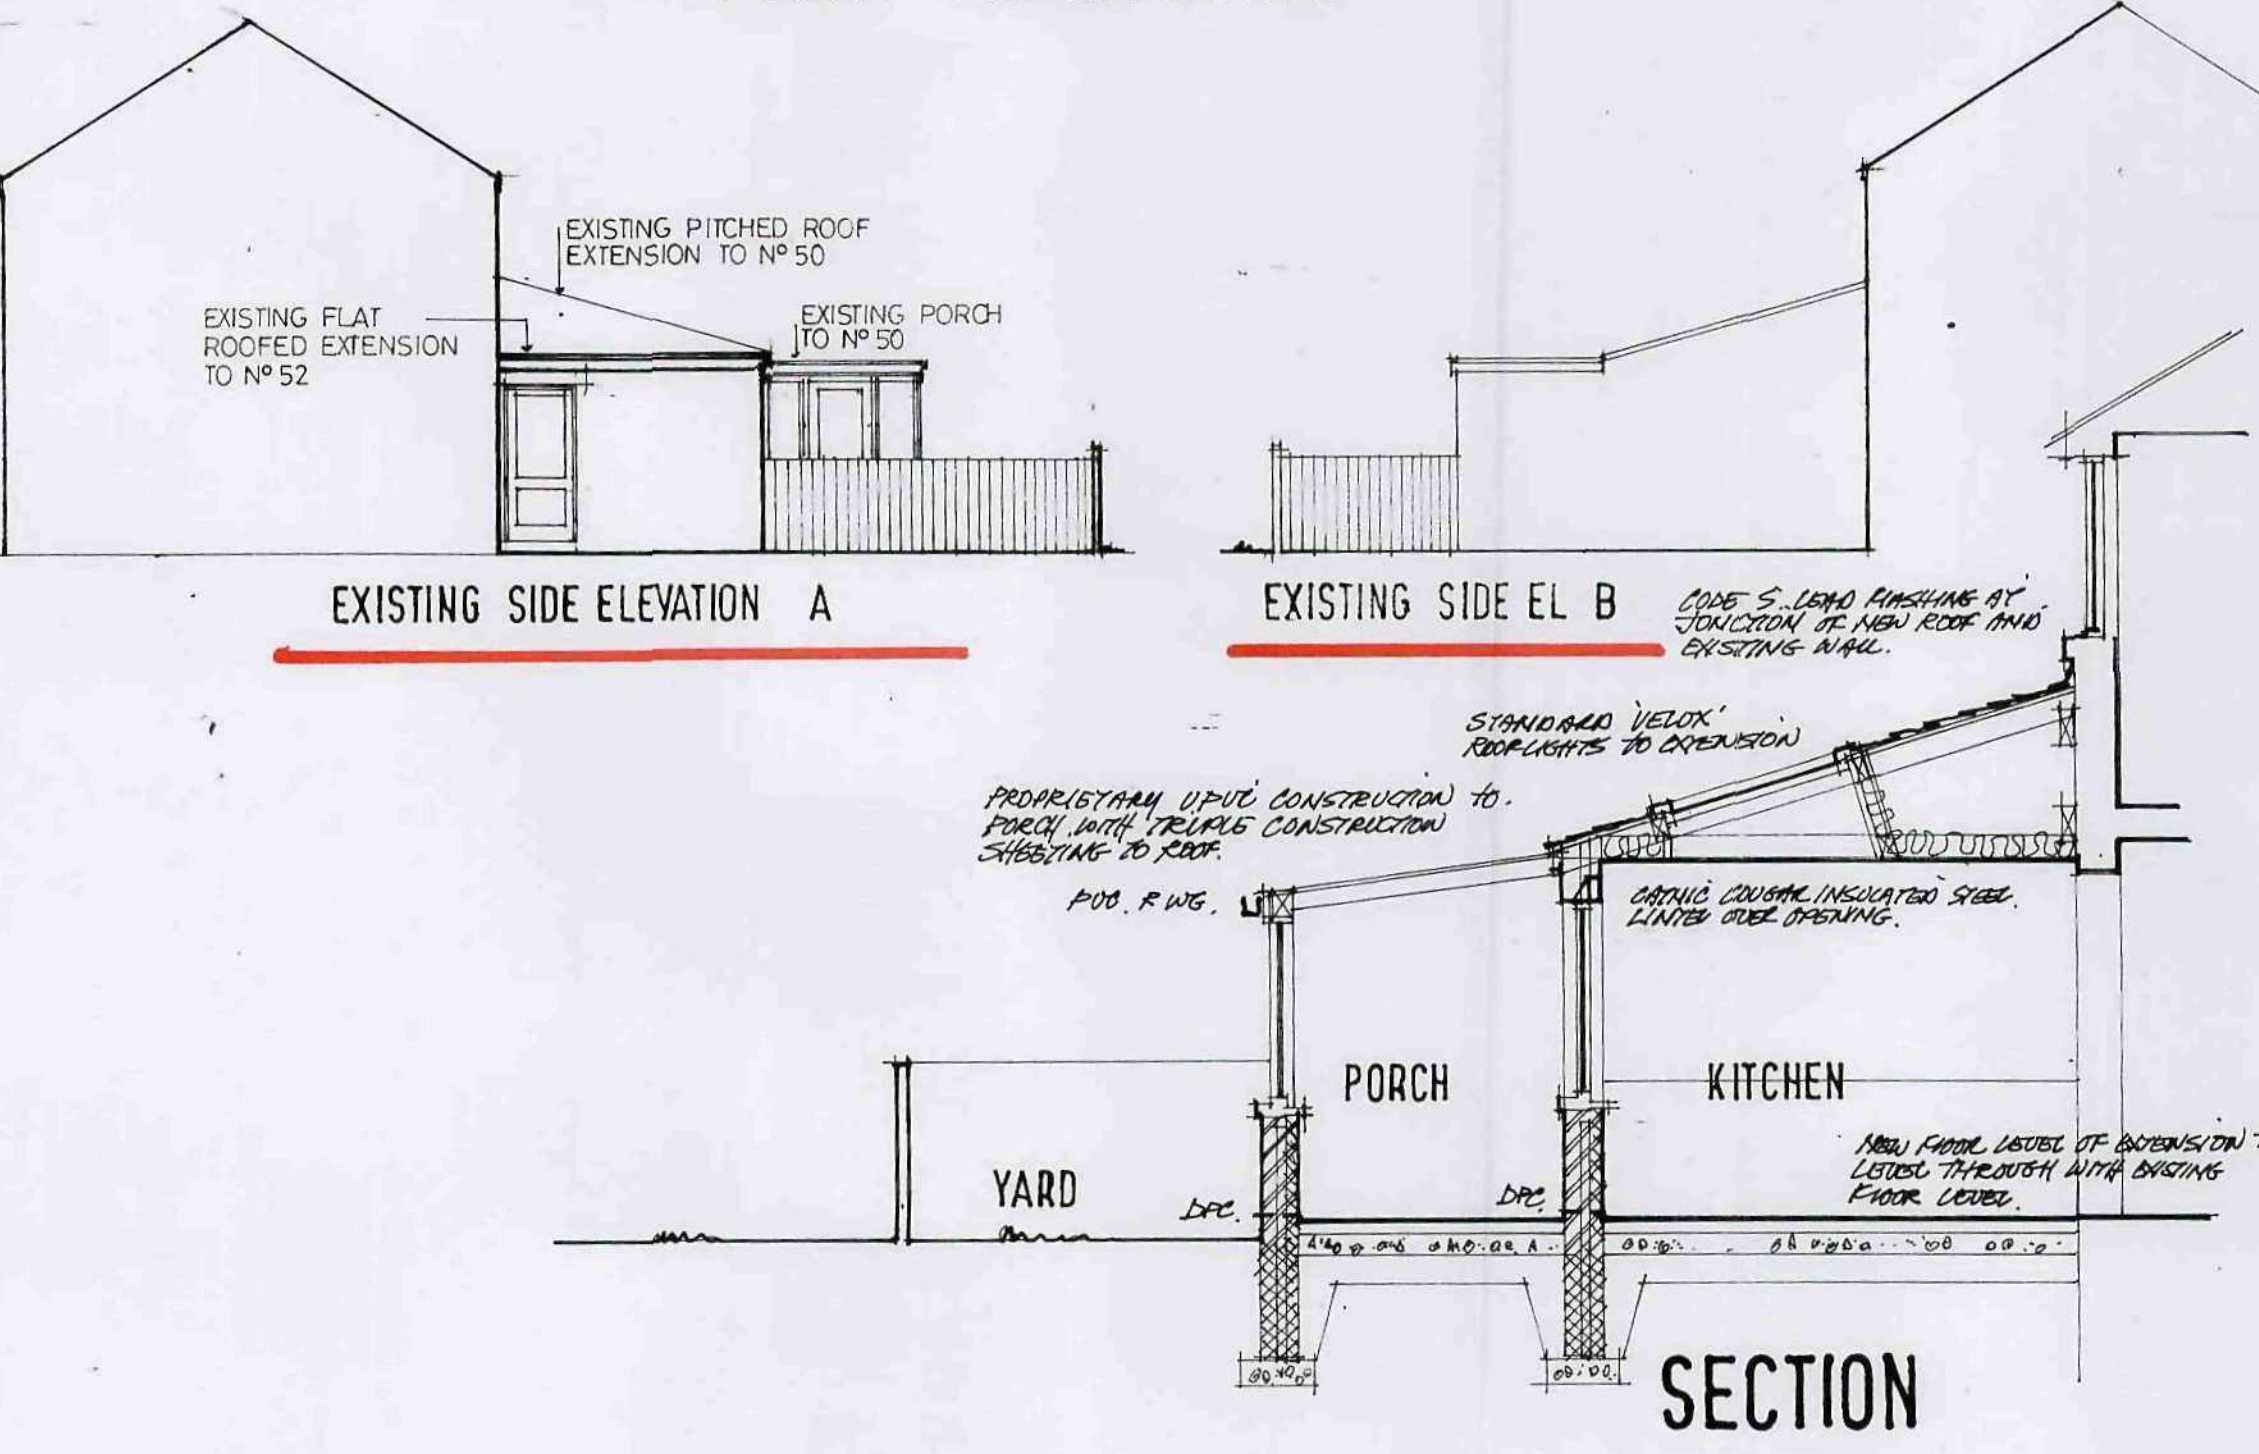 EXISTING PITCHED ROOF
EXTENSION TO Nº 50
EXISTING FLAT
ROOFED EXTENSION
TO Nº 52
EXISTING PORCH
TO Nº 50
EXISTING SIDE ELEVATION A
EXISTING SIDE EL B
CODE 5 LEAD FLASHING AT
JUNCTION OF NEW ROOF AND
EXISTING WALL.
STANDARD 'VELUX'
ROOFLIGHTS TO EXTENSION
PROPRIETARY UPVC CONSTRUCTION TO
PORCH WITH TRIPLE CONSTRUCTION
SHEETING TO ROOF.
PVC. RWG.
CATNIC COUGAR INSULATED STEEL
LINTEL OVER OPENING.
PORCH
KITCHEN
NEW FLOOR LEVEL OF EXTENSION
LEVEL THROUGH WITH EXISTING
FLOOR LEVEL.
YARD
DPC.
DPC.
SECTION